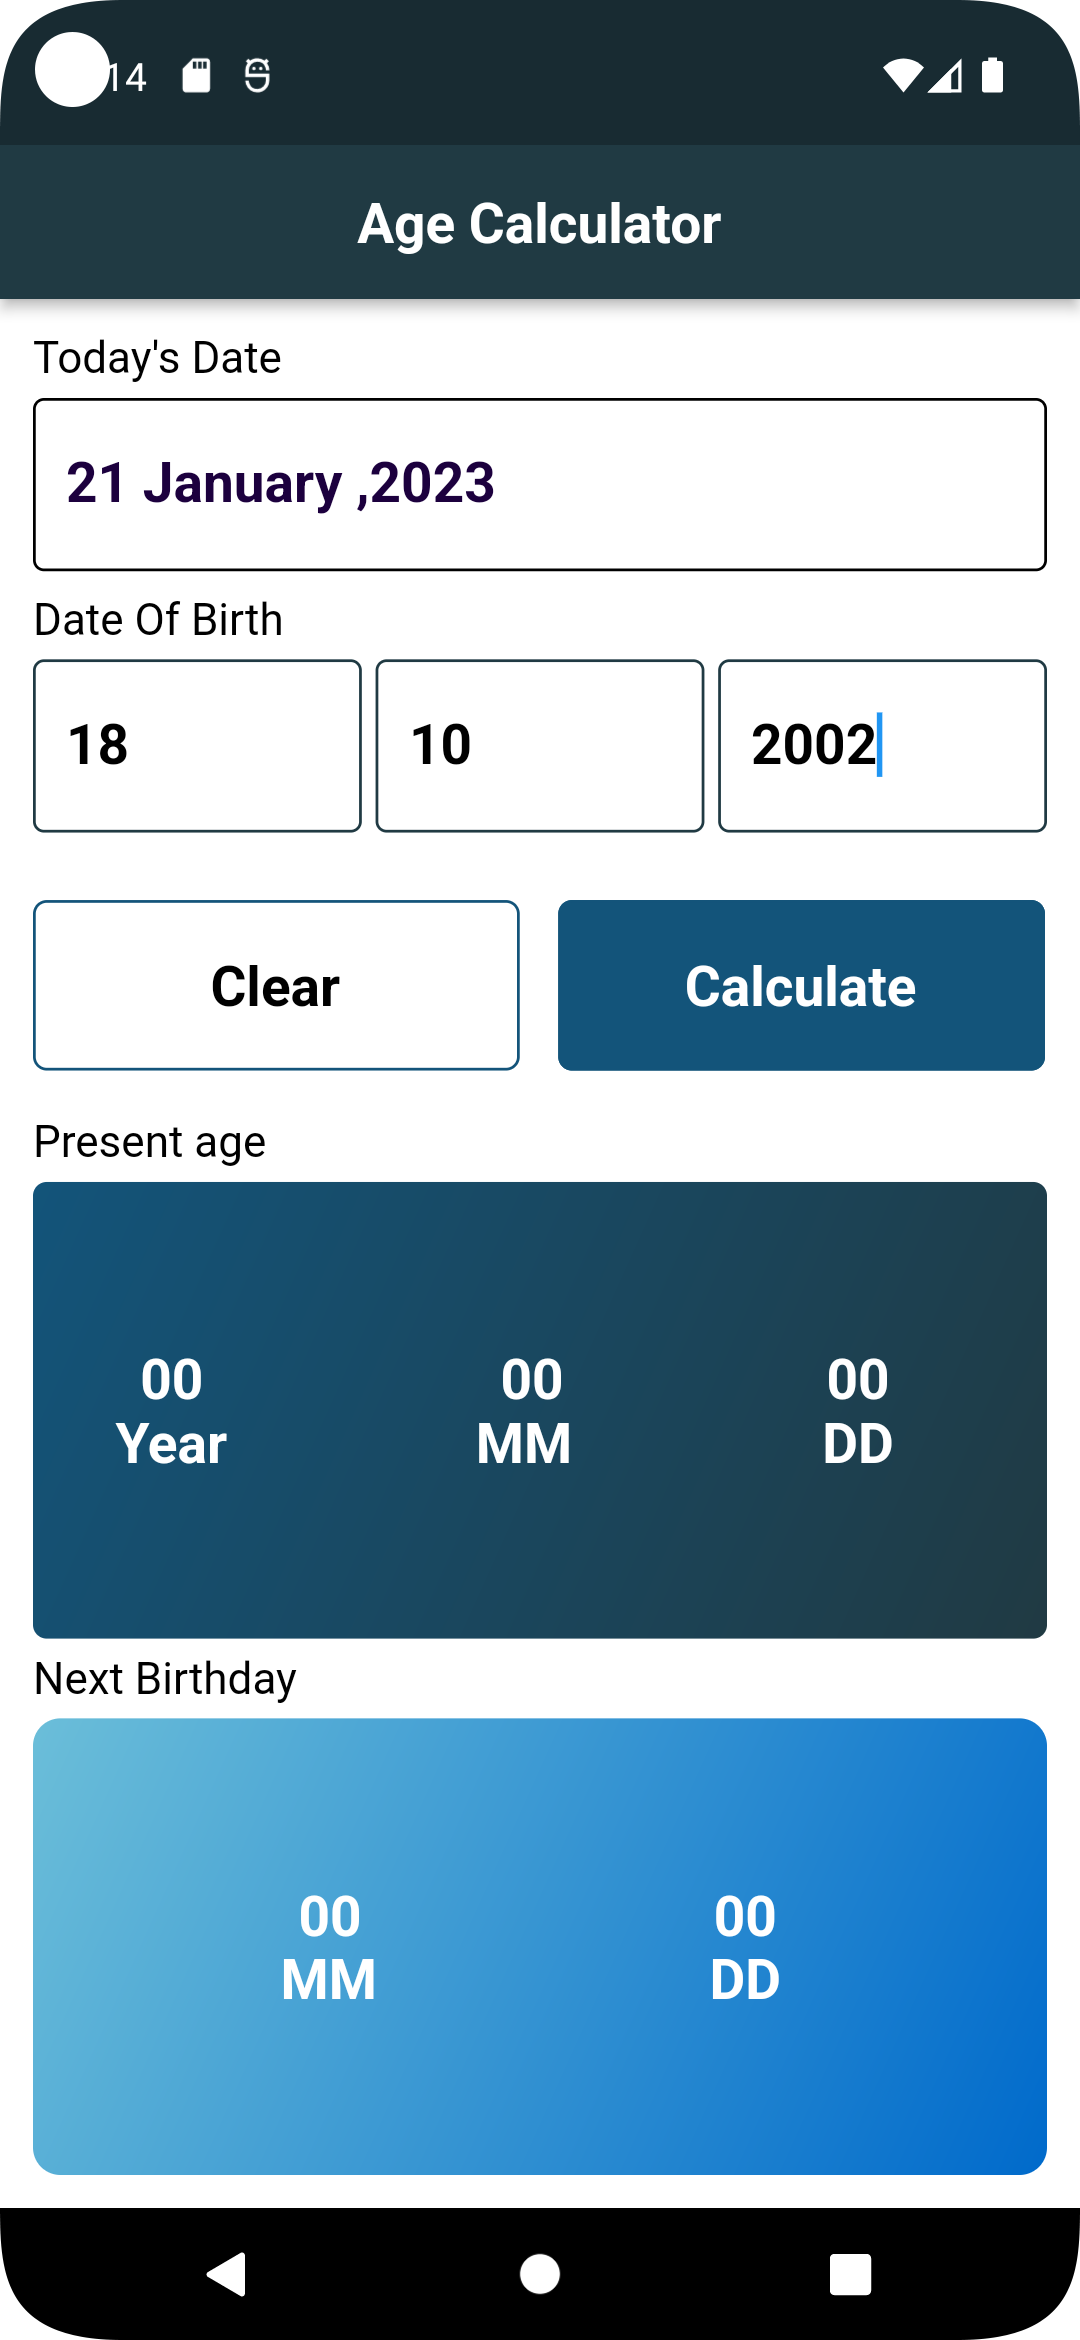 14
Age Calculator
Today's Date
21 January ,2023
Date Of Birth
18 10 2002
Clear Calculate
Present age
00 00 00
Year MM DD
Next Birthday
00 00
MM DD